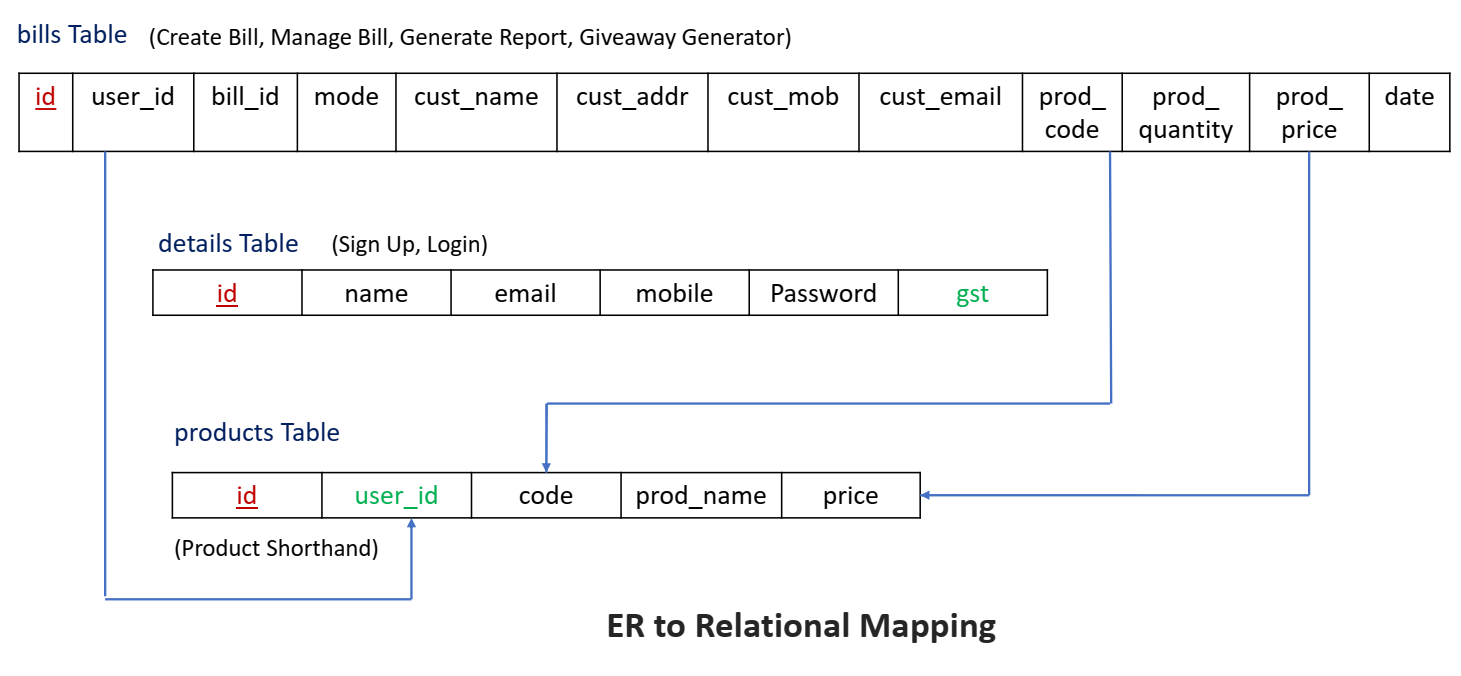 bills Table (Create Bill, Manage Bill, Generate Report, Giveaway Generator)
id user_id bill_id mode cust_name cust_addr cust_mob cust_email prod_ prod_ prod_ date
code quantity price
details Table (Sign Up, Login)
id name email mobile Password gst
products Table
id user_id code prod_name price
(Product Shorthand)
ER to Relational Mapping